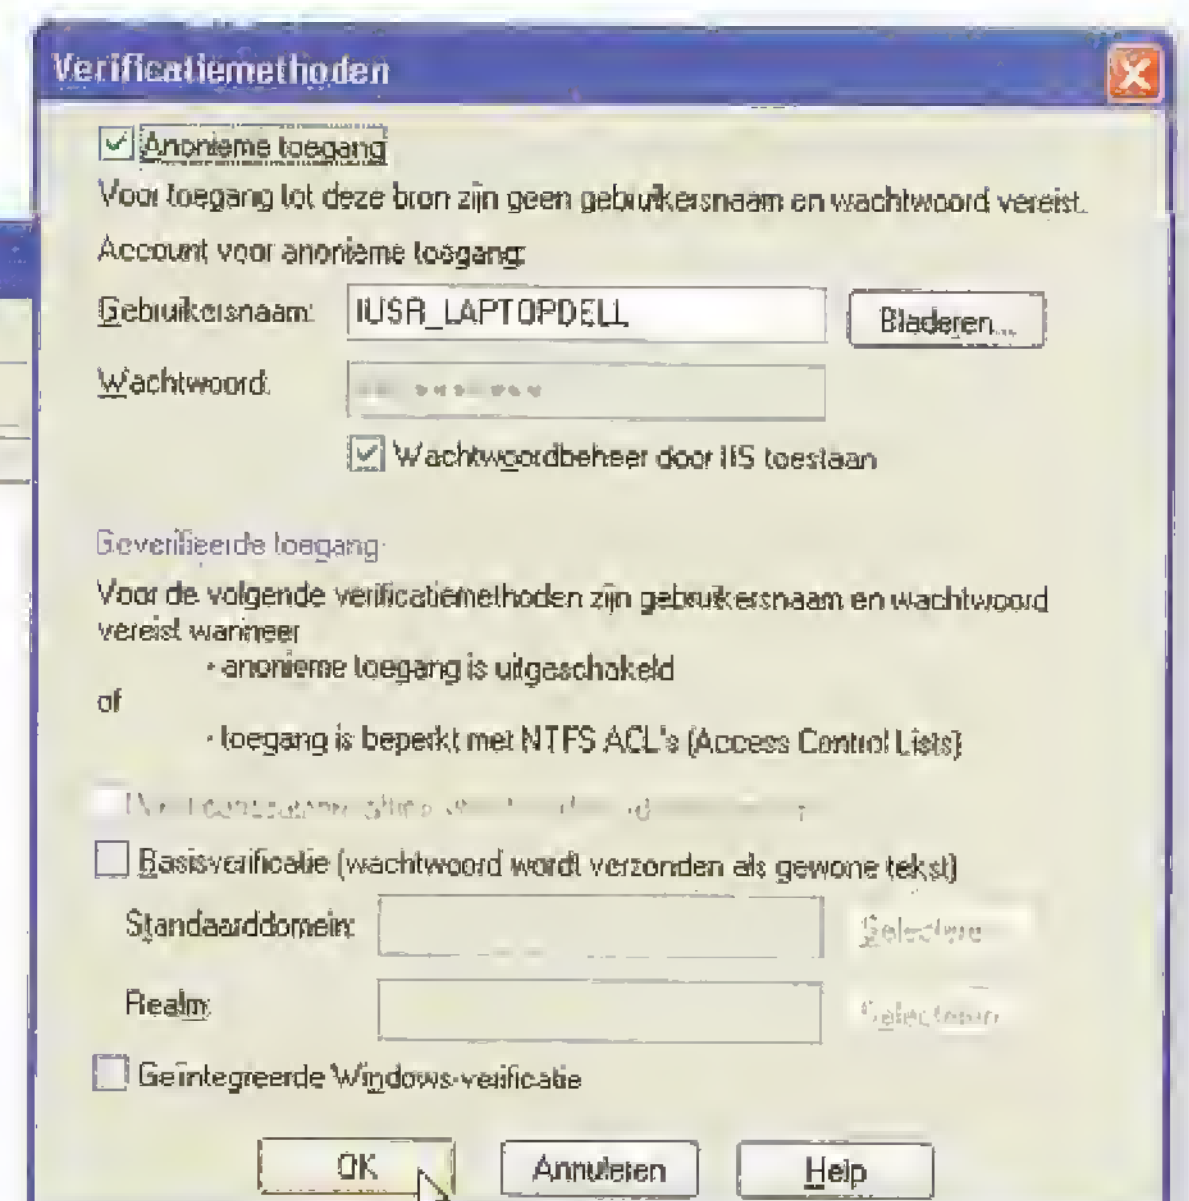 Verificatiemethoden
Anonieme toegang
Voor toegang tot deze bron zijn geen gebruikersnaam en wachtwoord vereist.
Account voor anonieme toegang:
Gebruikersnaam: IUSR_LAPTOPDELL Bladeren...
Wachtwoord:
Wachtwoordbeheer door IIS toestaan
Geverifieerde toegang
Voor de volgende verificatiemethoden zijn gebruikersnaam en wachtwoord
vereist wanneer
- anonieme toegang is uitgeschakeld
of
- toegang is beperkt met NTFS ACL's (Access Control Lists)
Basisverificatie (wachtwoord wordt verzonden als gewone tekst)
Standaarddomein:
Realm:
Geïntegreerde Windows-verificatie
OK Annuleren Help